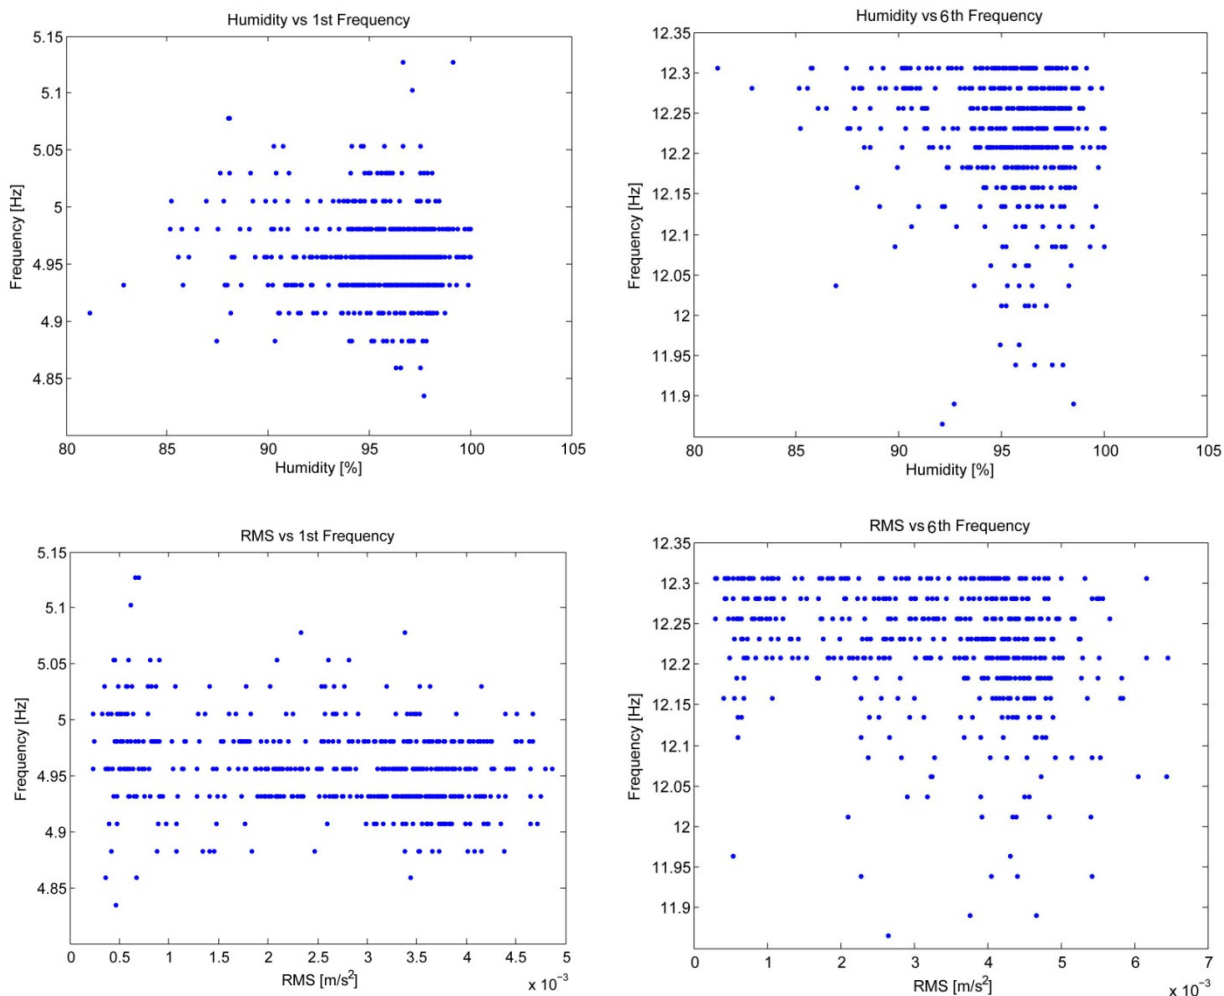 Humidity vs 1st Frequency
5.15
5.1
5.05
5
4.95
4.9
4.85
Frequency [Hz]
80 85 90 95 100 105
Humidity [%]
Humidity vs 6th Frequency
12.35
12.3
12.25
12.2
12.15
12.1
12.05
12
11.95
11.9
Frequency [Hz]
80 85 90 95 100 105
Humidity [%]
RMS vs 1st Frequency
5.15
5.1
5.05
5
4.95
4.9
4.85
Frequency [Hz]
0 0.5 1 1.5 2 2.5 3 3.5 4 4.5 5
RMS [m/s²]
x 10⁻³
RMS vs 6th Frequency
12.35
12.3
12.25
12.2
12.15
12.1
12.05
12
11.95
11.9
Frequency [Hz]
0 1 2 3 4 5 6 7
RMS [m/s²]
x 10⁻³